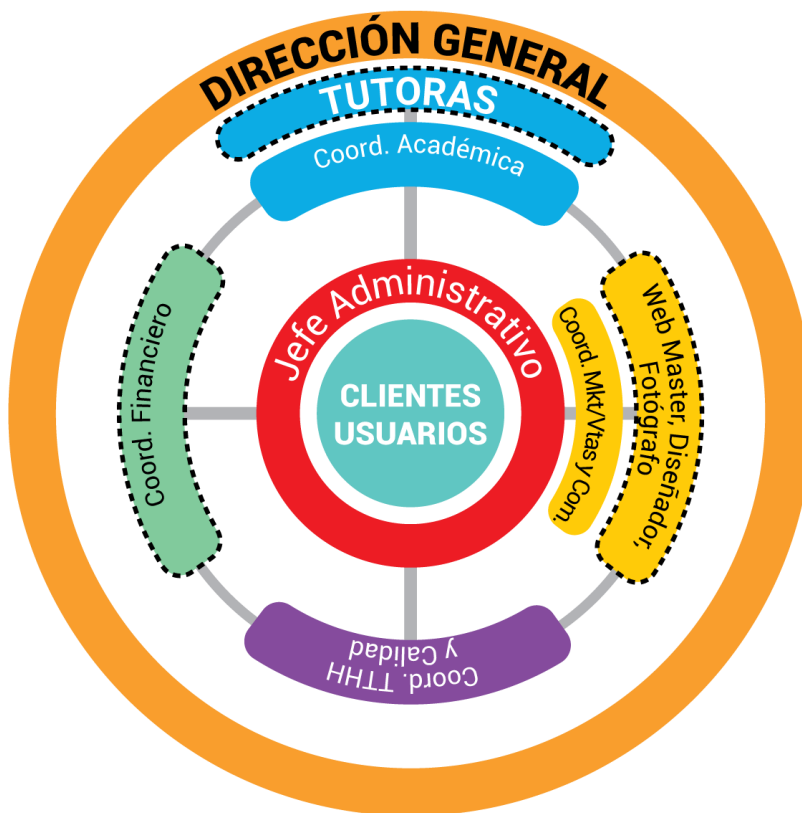 DIRECCIÓN GENERAL
TUTORAS
Coord. Académica
Jefe Administrativo
CLIENTES
USUARIOS
Coord. Financiero
Coord. Mkt/Vtas y Com.
Web Master, Diseñador,
Fotógrafo
Coord. TTHH
y Calidad